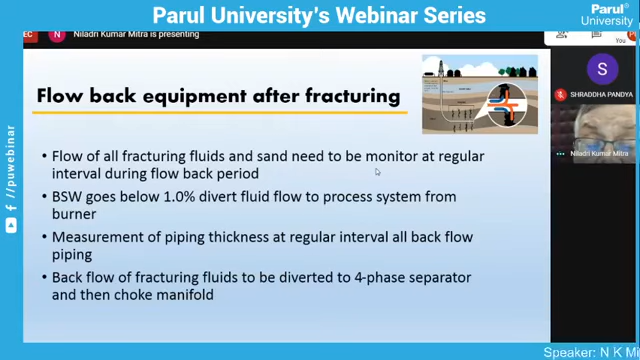 Parul University's Webinar Series
Parul®
University
EC
N
Niladri Kumar Mitra is presenting
You
Flow back equipment after fracturing
S
SHRADDHA PANDYA
Niladri Kumar Mitra
• Flow of all fracturing fluids and sand need to be monitor at regular
interval during flow back period
• BSW goes below 1.0% divert fluid flow to process system from
burner
• Measurement of piping thickness at regular interval all back flow
piping
• Back flow of fracturing fluids to be diverted to 4-phase separator
and then choke manifold
/puwebinar
Speaker: N K Mi